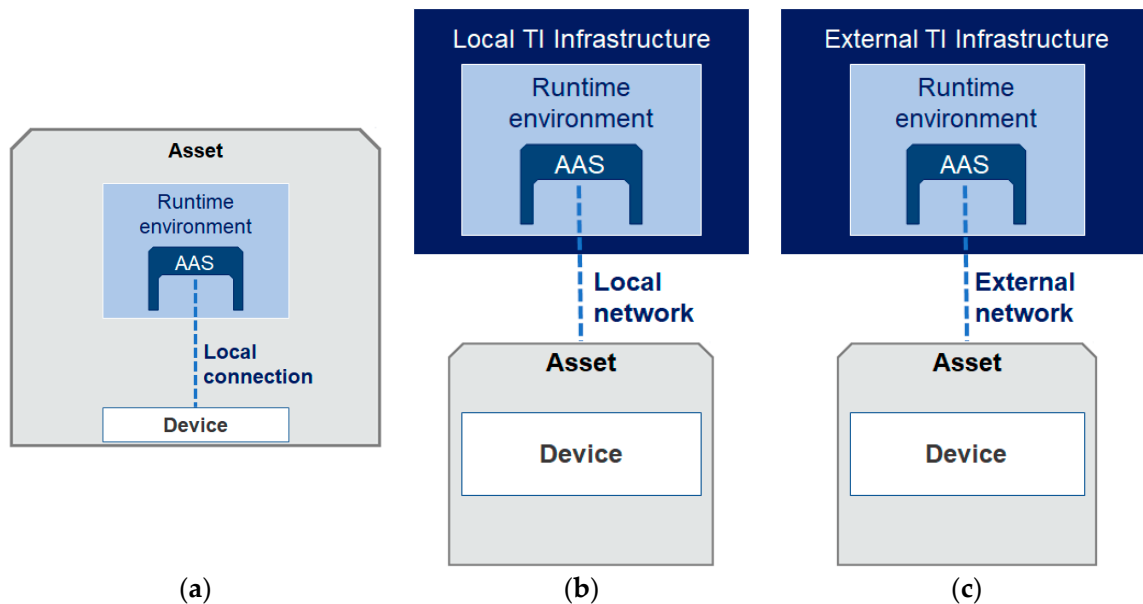 Asset
Runtime
environment
AAS
Local
connection
Device
(a)
Local TI Infrastructure
Runtime
environment
AAS
Local
network
Asset
Device
(b)
External TI Infrastructure
Runtime
environment
AAS
External
network
Asset
Device
(c)